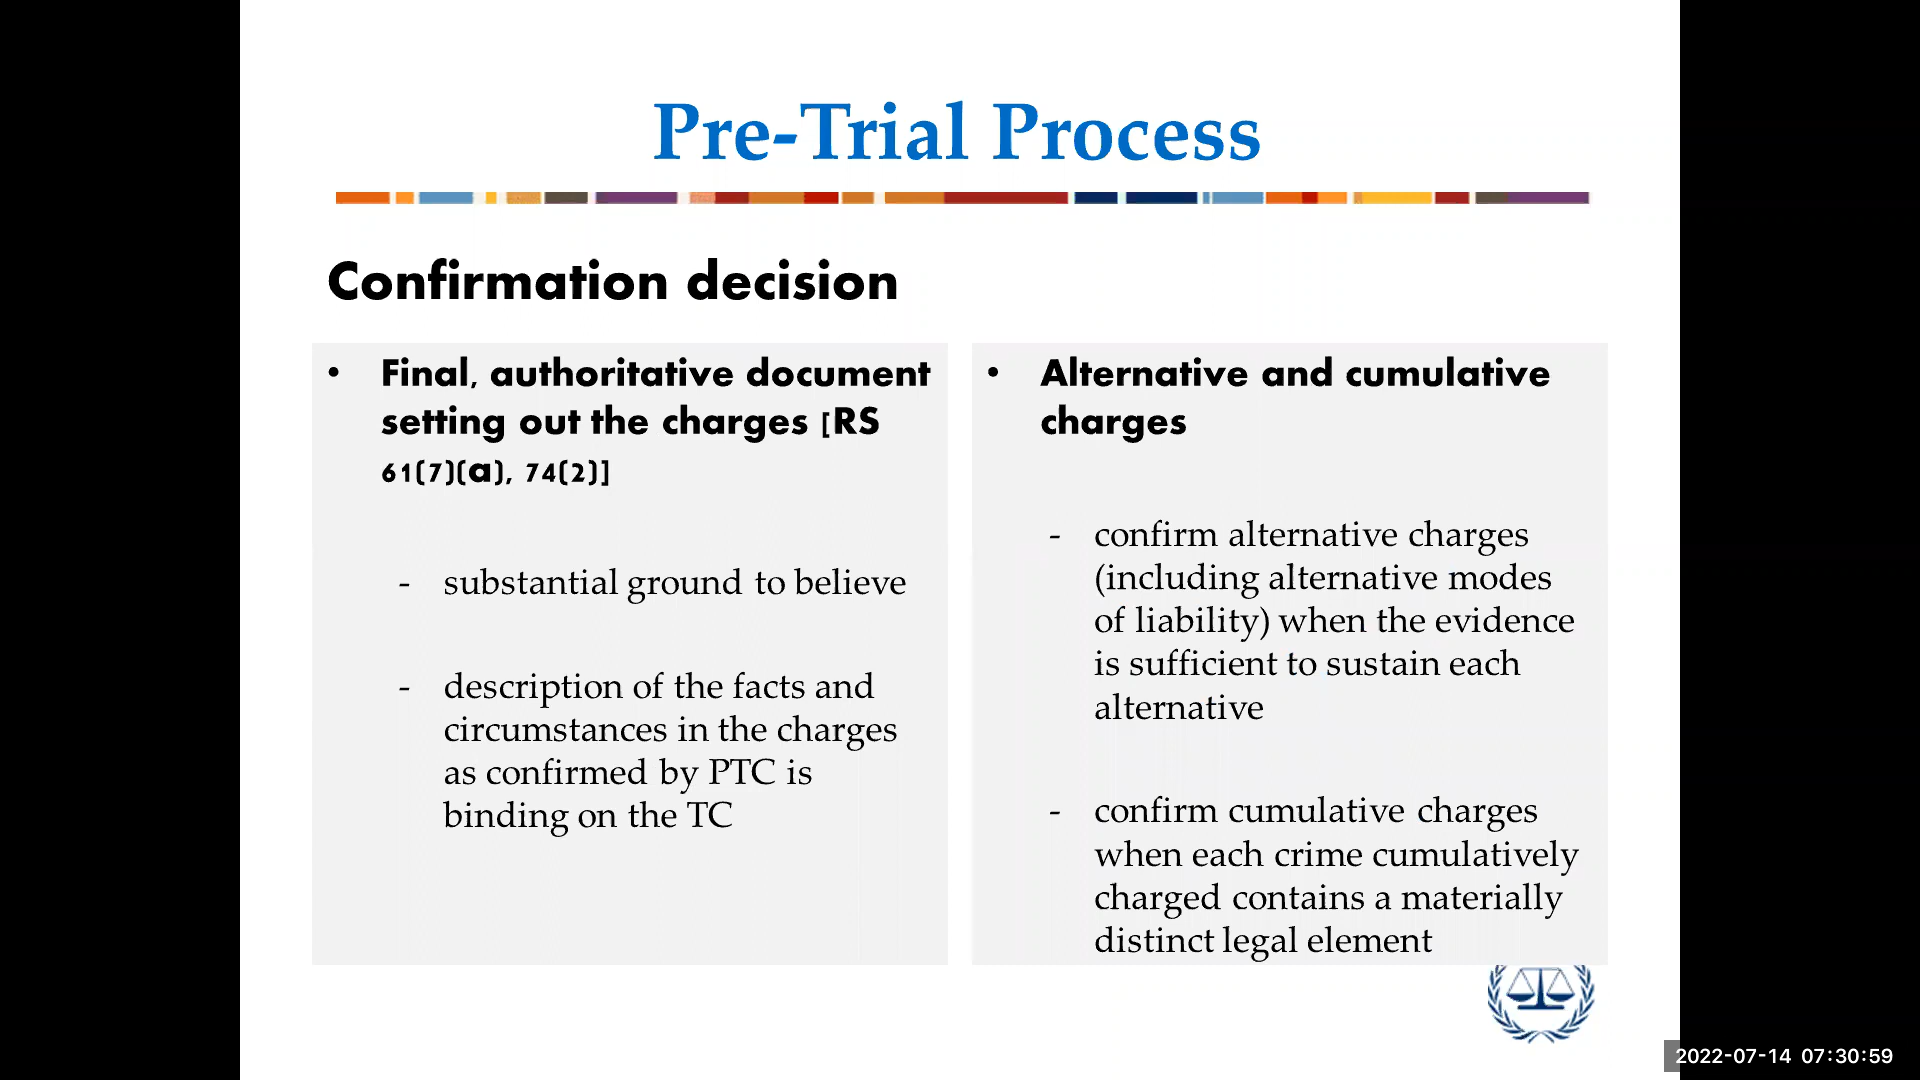 Pre-Trial Process
Confirmation decision
• Final, authoritative document
setting out the charges [RS
61(7)(a), 74(2)]
- substantial ground to believe
- description of the facts and
circumstances in the charges
as confirmed by PTC is
binding on the TC
• Alternative and cumulative
charges
- confirm alternative charges
(including alternative modes
of liability) when the evidence
is sufficient to sustain each
alternative
- confirm cumulative charges
when each crime cumulatively
charged contains a materially
distinct legal element
2022-07-14 07:30:59